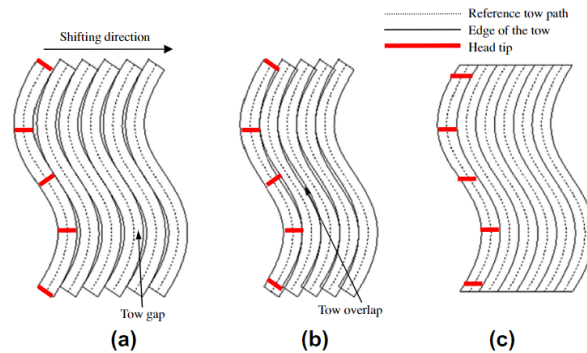 Shifting direction
Reference tow path
Edge of the tow
Head tip
Tow gap
Tow overlap
(a)
(b)
(c)